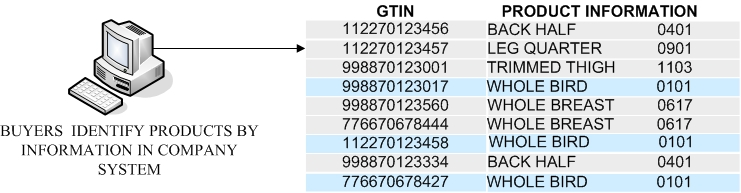 GTIN PRODUCT INFORMATION
112270123456 BACK HALF 0401
112270123457 LEG QUARTER 0901
998870123001 TRIMMED THIGH 1103
998870123017 WHOLE BIRD 0101
998870123560 WHOLE BREAST 0617
776670678444 WHOLE BREAST 0617
112270123458 WHOLE BIRD 0101
998870123334 BACK HALF 0401
776670678427 WHOLE BIRD 0101
BUYERS IDENTIFY PRODUCTS BY
INFORMATION IN COMPANY
SYSTEM